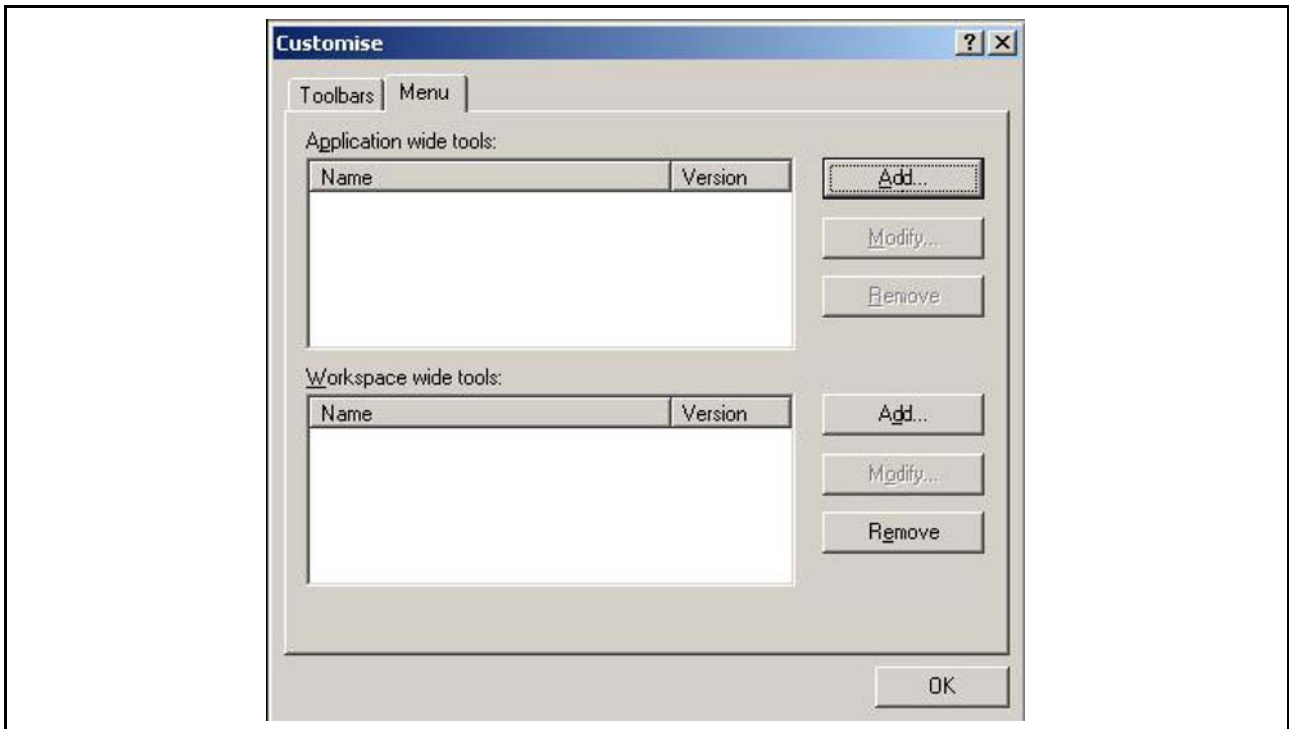 Customise
Toolbars Menu
Application wide tools:
Name Version
Add...
Modify...
Remove
Workspace wide tools:
Name Version
Add...
Modify...
Remove
OK